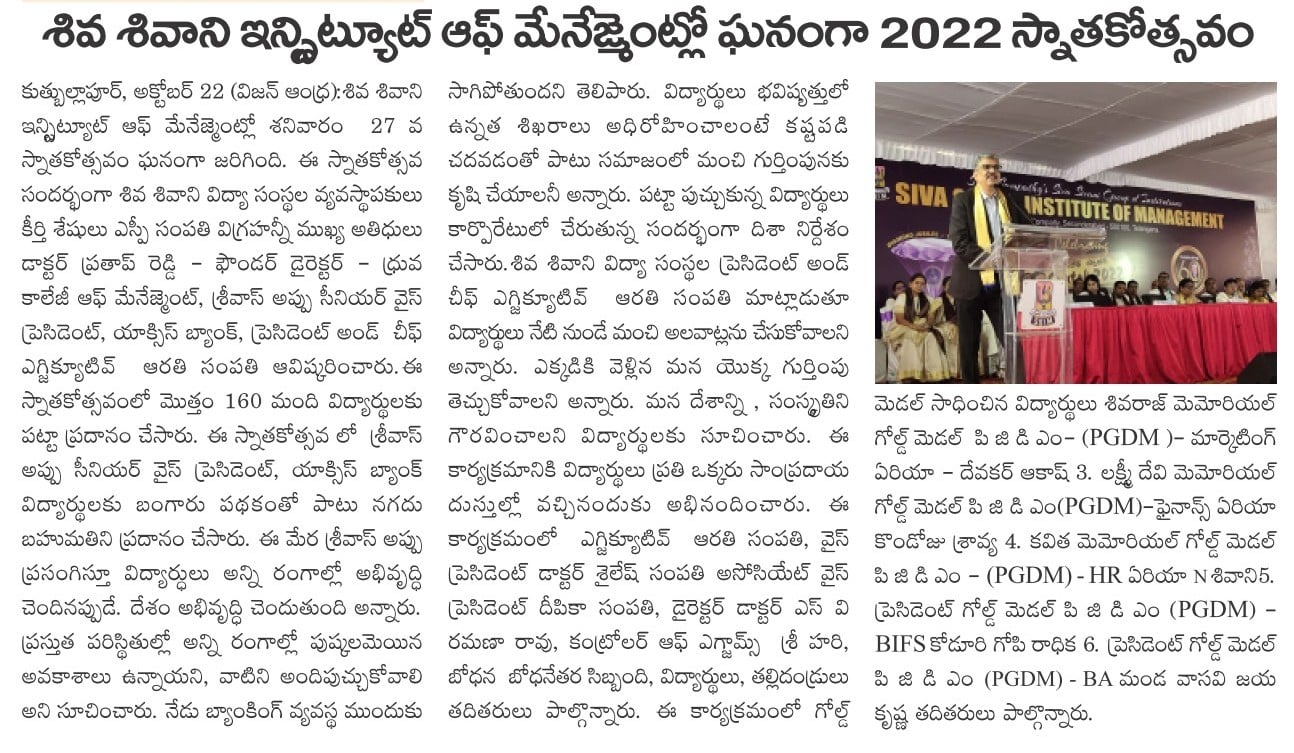 శివ శివాని ఇన్స్టిట్యూట్ ఆఫ్ మేనేజ్మెంట్లో ఘనంగా 2022 స్నాతకోత్సవం
కుత్బుల్లాపూర్, అక్టోబర్ 22 (విజన్ ఆంధ్ర):శివ శివాని
ఇన్స్టిట్యూట్ ఆఫ్ మేనేజ్మెంట్లో శనివారం 27 వ
స్నాతకోత్సవం ఘనంగా జరిగింది. ఈ స్నాతకోత్సవ
సందర్భంగా శివ శివాని విద్యా సంస్థల వ్యవస్థాపకులు
కీర్తి శేషులు ఎస్పీ సంపతి విగ్రహన్నీ ముఖ్య అతిధులు
డాక్టర్ ప్రతాప్ రెడ్డి – ఫౌండర్ డైరెక్టర్ – ధ్రువ
కాలేజీ ఆఫ్ మేనేజ్మెంట్, శ్రీవాస్ అప్పు సీనియర్ వైస్
ప్రెసిడెంట్, యాక్సిస్ బ్యాంక్, ప్రెసిడెంట్ అండ్ చీఫ్
ఎగ్జిక్యూటివ్ ఆరతి సంపతి ఆవిష్కరించారు.ఈ
స్నాతకోత్సవంలో మొత్తం 160 మంది విద్యార్థులకు
పట్టా ప్రదానం చేసారు. ఈ స్నాతకోత్సవ లో శ్రీవాస్
అప్పు సీనియర్ వైస్ ప్రెసిడెంట్, యాక్సిస్ బ్యాంక్
విద్యార్థులకు బంగారు పథకంతో పాటు నగదు
బహుమతిని ప్రదానం చేసారు. ఈ మేర శ్రీవాస్ అప్పు
ప్రసంగిస్తూ విద్యార్థులు అన్ని రంగాల్లో అభివృద్ధి
చెందినప్పుడే. దేశం అభివృద్ధి చెందుతుంది అన్నారు.
ప్రస్తుత పరిస్థితుల్లో అన్ని రంగాల్లో పుష్కలమెయిన
అవకాశాలు ఉన్నాయని, వాటిని అందిపుచ్చుకోవాలి
అని సూచించారు. నేడు బ్యాంకింగ్ వ్యవస్థ ముందుకు
సాగిపోతుందని తెలిపారు. విద్యార్థులు భవిష్యత్తులో
ఉన్నత శిఖరాలు అధిరోహించాలంటే కష్టపడి
చదవడంతో పాటు సమాజంలో మంచి గుర్తింపునకు
కృషి చేయాలనీ అన్నారు. పట్టా పుచ్చుకున్న విద్యార్థులు
కార్పొరెటులో చేరుతున్న సందర్భంగా దిశా నిర్దేశం
చేసారు.శివ శివాని విద్యా సంస్థల ప్రెసిడెంట్ అండ్
చీఫ్ ఎగ్జిక్యూటివ్ ఆరతి సంపతి మాట్లాడుతూ
విద్యార్థులు నేటి నుండే మంచి అలవాట్లను చేసుకోవాలని
అన్నారు. ఎక్కడికి వెళ్లిన మన యొక్క గుర్తింపు
తెచ్చుకోవాలని అన్నారు. మన దేశాన్ని , సంస్కృతిని
గౌరవించాలని విద్యార్థులకు సూచించారు. ఈ
కార్యక్రమానికి విద్యార్థులు ప్రతి ఒక్కరు సాంప్రదాయ
దుస్తుల్లో వచ్చినందుకు అభినందించారు. ఈ
కార్యక్రమంలో ఎగ్జిక్యూటివ్ ఆరతి సంపతి, వైస్
ప్రెసిడెంట్ డాక్టర్ శైలేష్ సంపతి అసోసియేట్ వైస్
ప్రెసిడెంట్ దీపికా సంపతి, డైరెక్టర్ డాక్టర్ ఎస్ వి
రమణా రావు, కంట్రోలర్ ఆఫ్ ఎగ్జామ్స్ శ్రీ హరి,
బోధన బోధనేతర సిబ్బంది, విద్యార్థులు, తల్లిదండ్రులు
తదితరులు పాల్గొన్నారు. ఈ కార్యక్రమంలో గోల్డ్
SIVA S
INSTITUTE OF MANAGEMENT
మెడల్ సాధించిన విద్యార్థులు శివరాజ్ మెమోరియల్
గోల్డ్ మెడల్ పి జి డి ఎం– (PGDM )– మార్కెటింగ్
ఏరియా – దేవకర్ ఆకాష్ 3. లక్ష్మీ దేవి మెమోరియల్
గోల్డ్ మెడల్ పి జి డి ఎం(PGDM)–ఫైనాన్స్ ఏరియా
కొండోజు శ్రావ్య 4. కవిత మెమోరియల్ గోల్డ్ మెడల్
పి జి డి ఎం – (PGDM) - HR ఏరియా N శివాని5.
ప్రెసిడెంట్ గోల్డ్ మెడల్ పి జి డి ఎం (PGDM) –
BIFS కోడూరి గోపి రాధిక 6. ప్రెసిడెంట్ గోల్డ్ మెడల్
పి జి డి ఎం (PGDM) - BA మండ వాసవి జయ
కృష్ణ తదితరులు పాల్గొన్నారు.